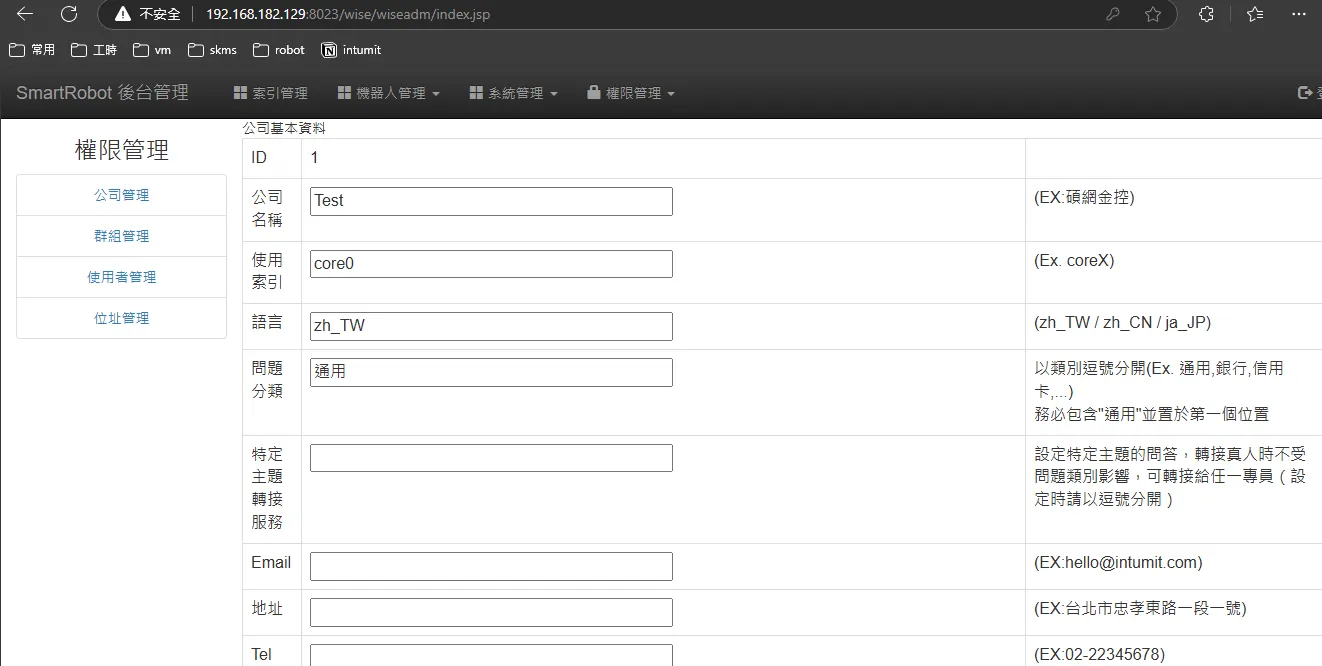 不安全
192.168.182.129:8023/wise/wiseadm/index.jsp
常用 工時 vm skms robot intumit
SmartRobot 後台管理 索引管理 機器人管理 系統管理 權限管理
權限管理
公司管理
群組管理
使用者管理
位址管理
公司基本資料
ID 1
公司
名稱
Test
(EX:碩網金控)
使用
索引
core0
(Ex. coreX)
語言
zh_TW
(zh_TW / zh_CN / ja_JP)
問題
分類
通用
以類別逗號分開(Ex. 通用,銀行,信用
卡,...)
務必包含"通用"並置於第一個位置
特定
主題
轉接
服務
設定特定主題的問答，轉接真人時不受
問題類別影響，可轉接給任一專員（設
定時請以逗號分開）
Email
(EX:hello@intumit.com)
地址
(EX:台北市忠孝東路一段一號)
Tel
(EX:02-22345678)